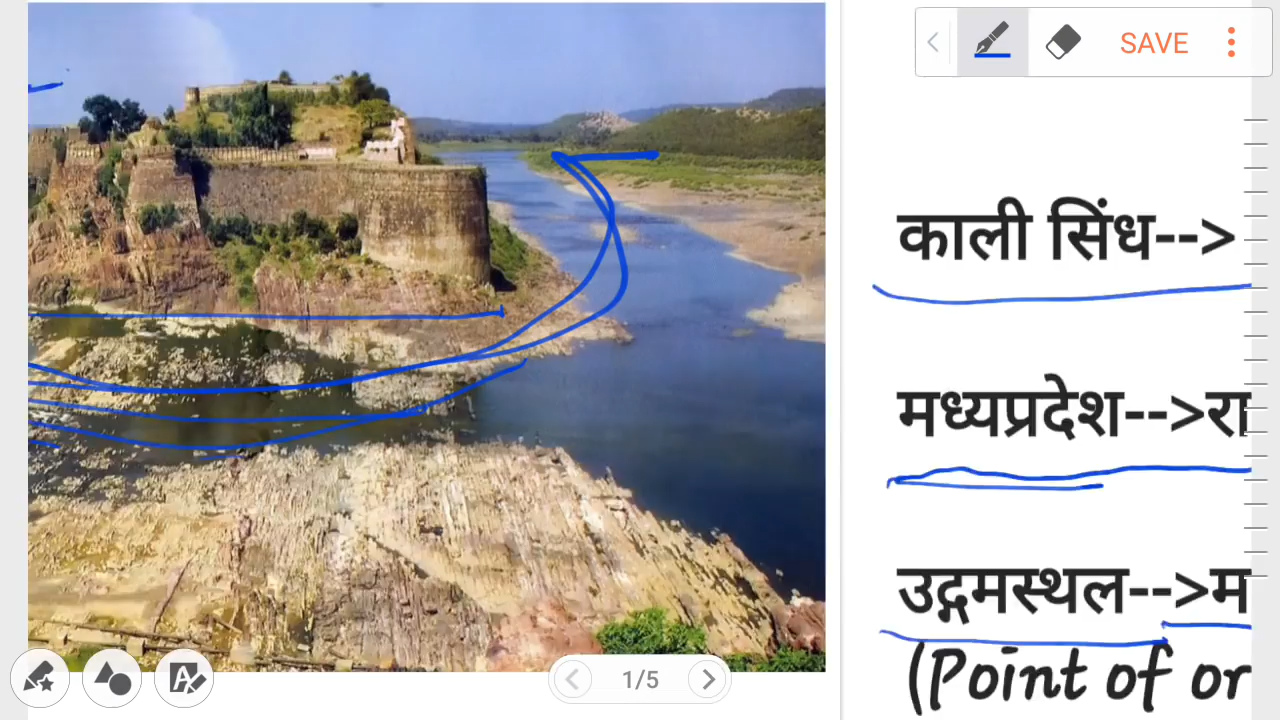 SAVE
काली सिंध-->
मध्यप्रदेश-->रा
उद्गमस्थल-->म
(Point of or
1/5